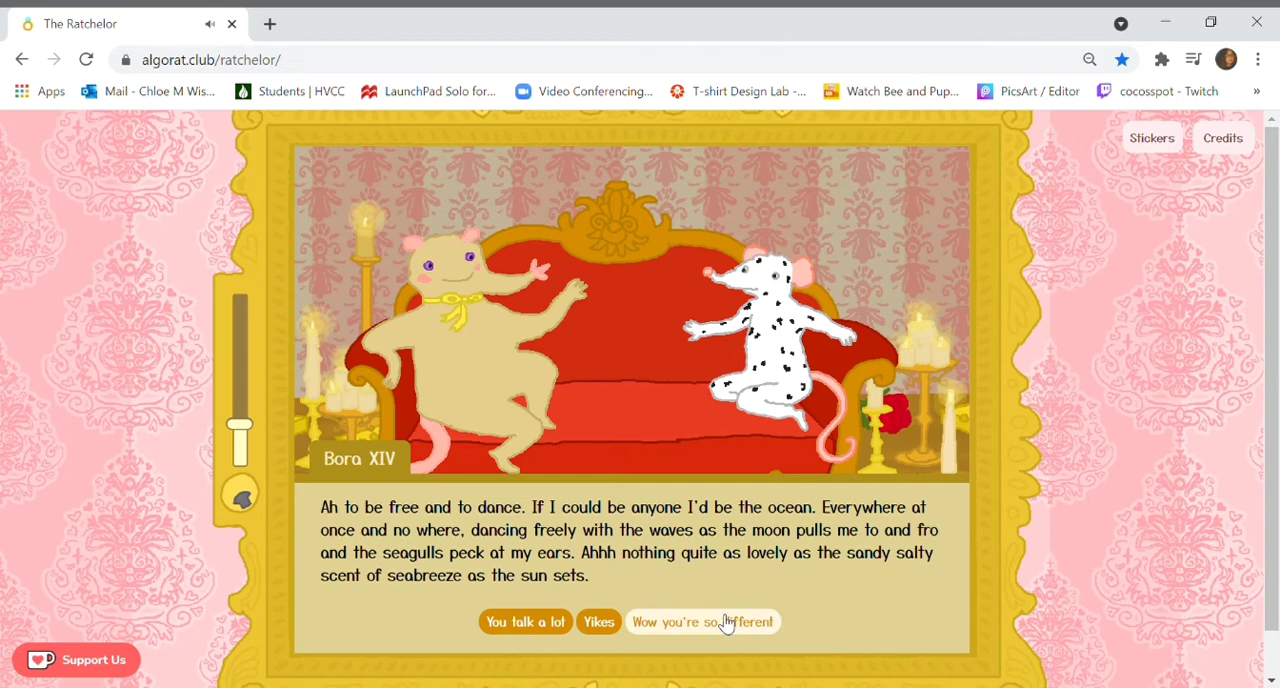 The Ratchelor
algorat.club/ratchelor/
Apps Mail - Chloe M Wis... Students | HVCC LaunchPad Solo for... Video Conferencing... T-shirt Design Lab -... Watch Bee and Pup... PicsArt / Editor cocosspot - Twitch »
Stickers Credits
Bora XIV
Ah to be free and to dance. If I could be anyone I'd be the ocean. Everywhere at
once and no where, dancing freely with the waves as the moon pulls me to and fro
and the seagulls peck at my ears. Ahhh nothing quite as lovely as the sandy salty
scent of seabreeze as the sun sets.
You talk a lot Yikes Wow you're so different
Support Us